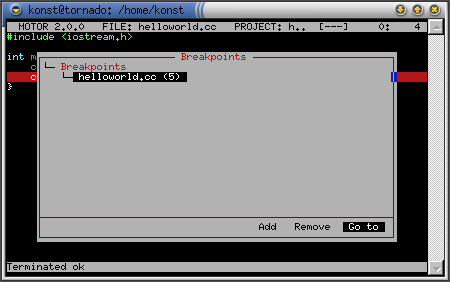 konst@tornado: /home/konst
MOTOR 2.0.0 FILE: helloworld.cc PROJECT: h.. [---] 0: 4
#include <iostream.h>
Breakpoints
int m
Breakpoints
c
helloworld.cc (5)
c
}
Add Remove Go to
Terminated ok